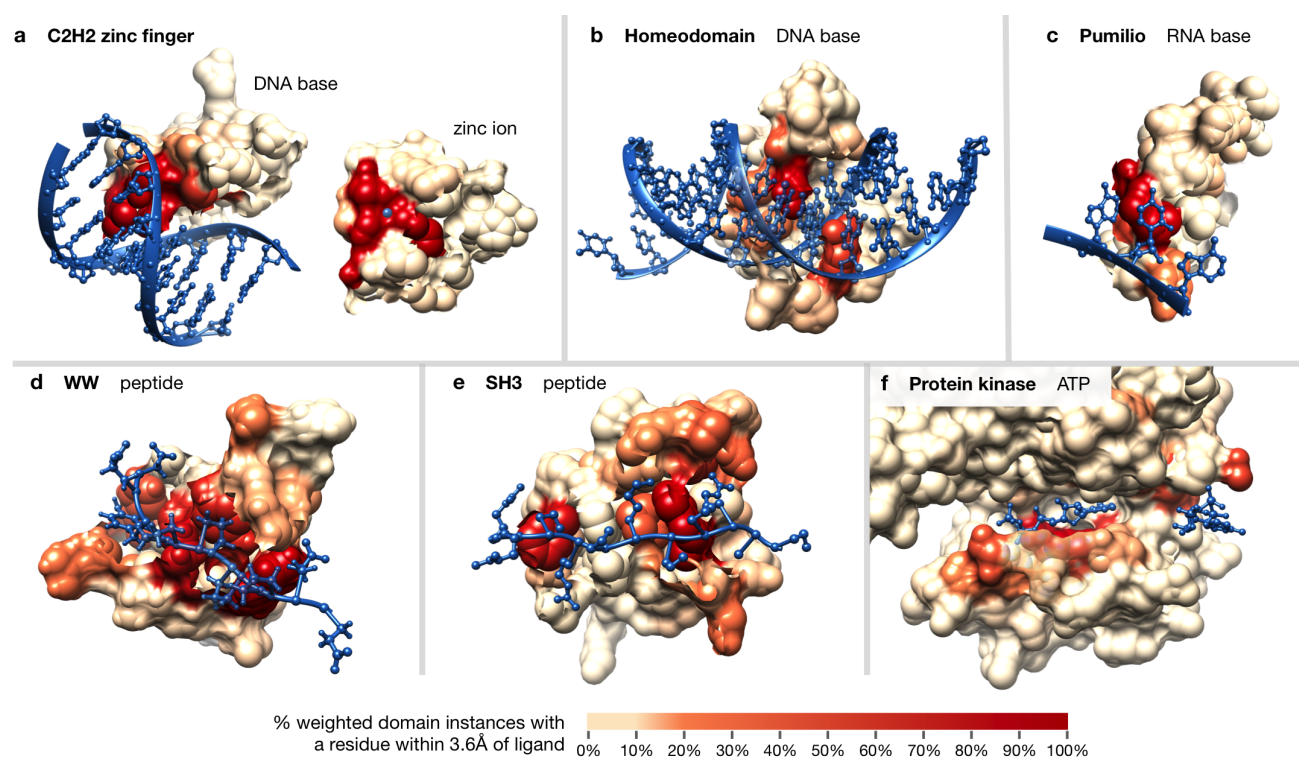 a C2H2 zinc finger
DNA base
zinc ion
b Homeodomain DNA base
c Pumilio RNA base
d WW peptide
e SH3 peptide
f Protein kinase ATP
% weighted domain instances with
a residue within 3.6Å of ligand
0% 10% 20% 30% 40% 50% 60% 70% 80% 90% 100%